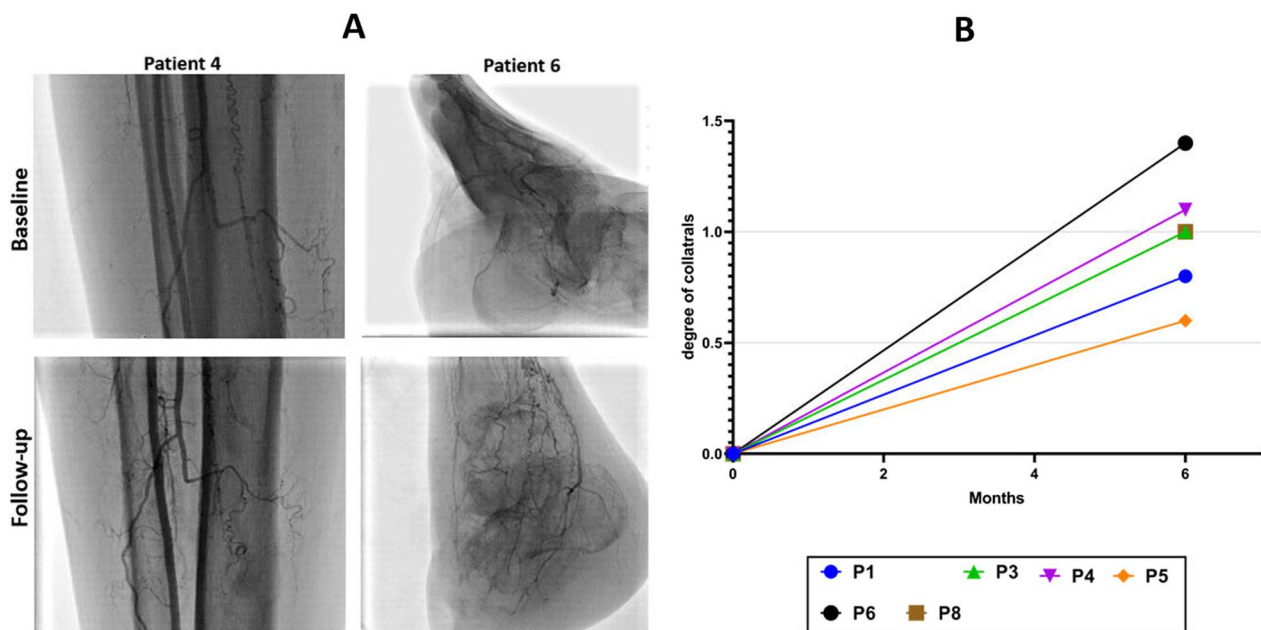 A
Patient 4
Patient 6
Baseline
Follow-up
B
degree of collatrals
1.5
1.0
0.5
0.0
0
2
4
6
Months
P1
P3
P4
P5
P6
P8